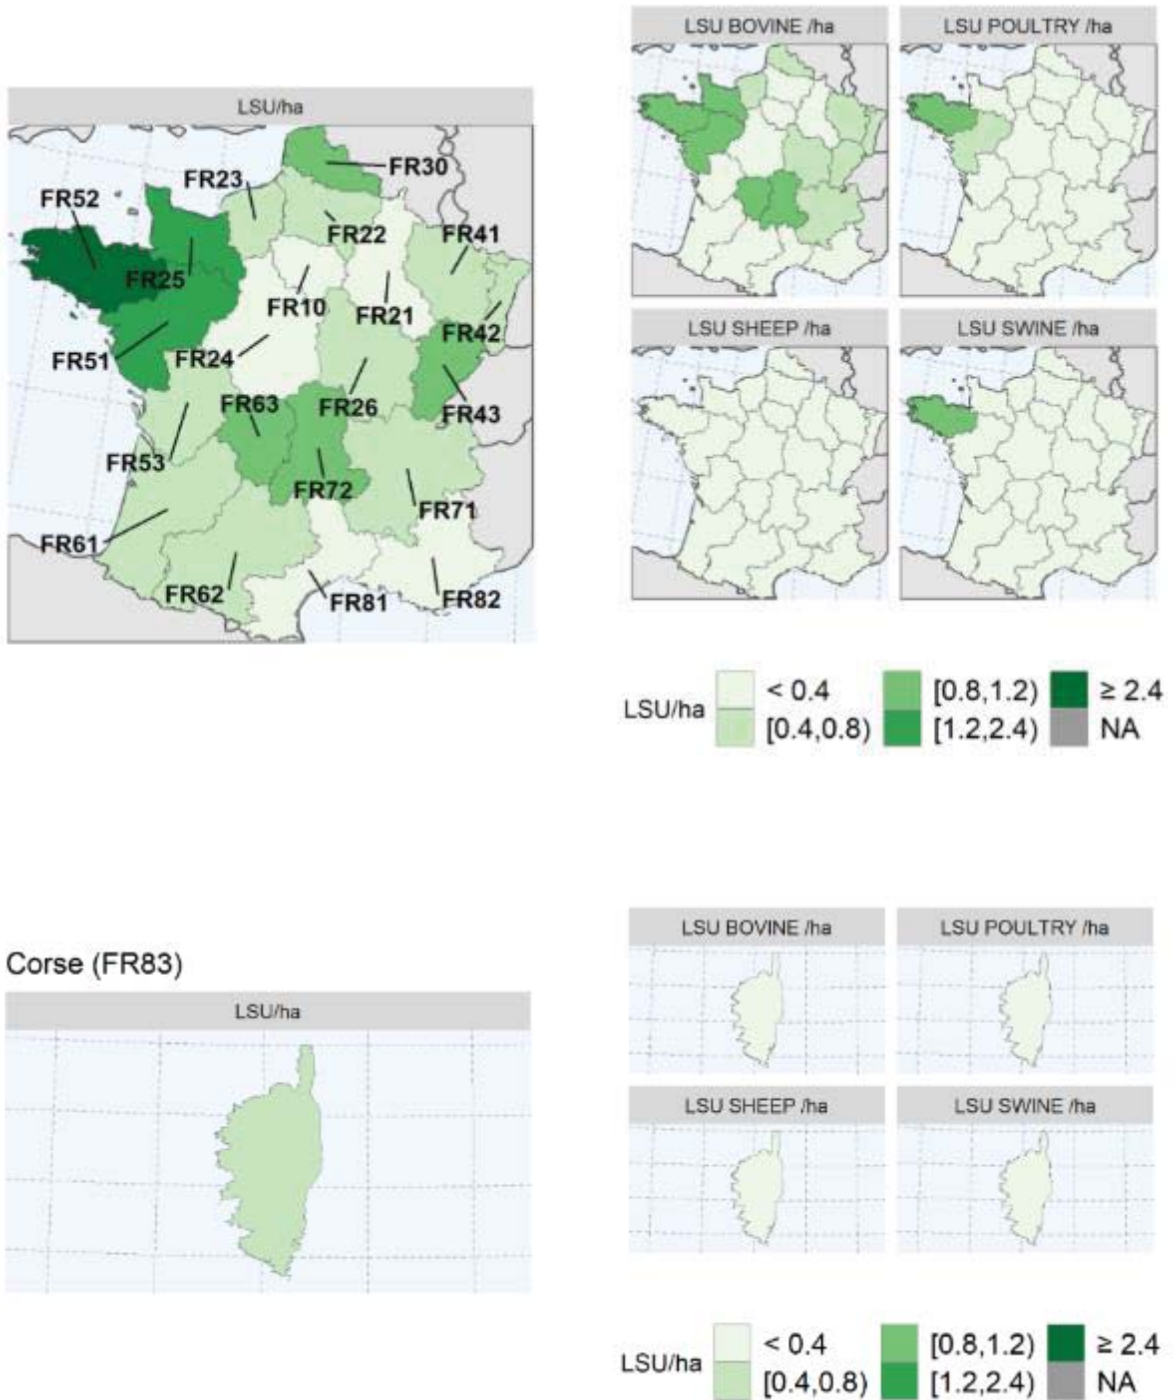 LSU/ha
FR30
FR23
FR52
FR22
FR41
FR25
FR10
FR21
FR42
FR51
FR24
FR63
FR26
FR43
FR53
FR72
FR71
FR61
FR62
FR81
FR82
LSU BOVINE /ha
LSU POULTRY /ha
LSU SHEEP /ha
LSU SWINE /ha
LSU/ha
< 0.4
[0.8,1.2)
≥ 2.4
[0.4,0.8)
[1.2,2.4)
NA
Corse (FR83)
LSU/ha
LSU BOVINE /ha
LSU POULTRY /ha
LSU SHEEP /ha
LSU SWINE /ha
LSU/ha
< 0.4
[0.8,1.2)
≥ 2.4
[0.4,0.8)
[1.2,2.4)
NA